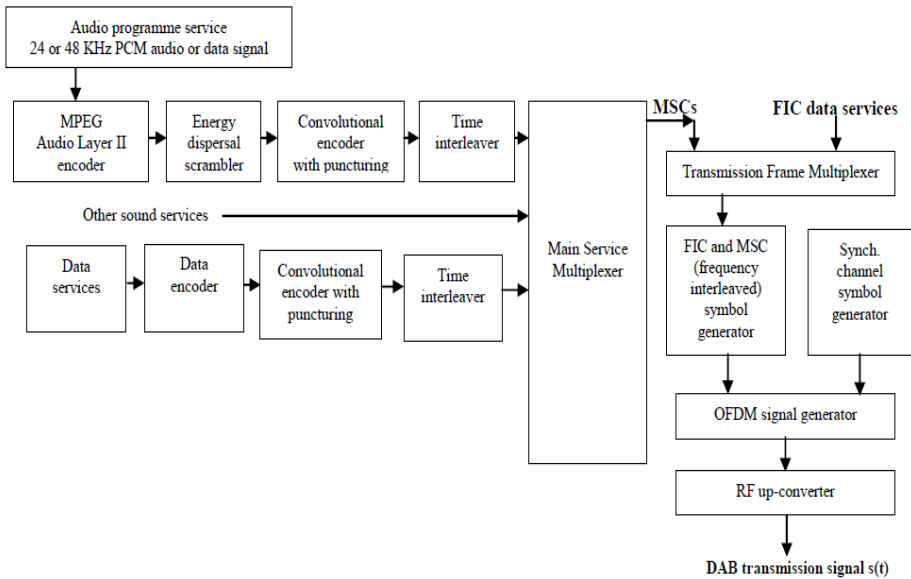 Audio programme service
24 or 48 KHz PCM audio or data signal
MPEG
Audio Layer II
encoder
Energy
dispersal
scrambler
Convolutional
encoder
with puncturing
Time
interleaver
Other sound services
Data
services
Data
encoder
Convolutional
encoder with
puncturing
Time
interleaver
Main Service
Multiplexer
MSCs
FIC data services
Transmission Frame Multiplexer
FIC and MSC
(frequency
interleaved)
symbol
generator
Synch.
channel
symbol
generator
OFDM signal generator
RF up-converter
DAB transmission signal s(t)